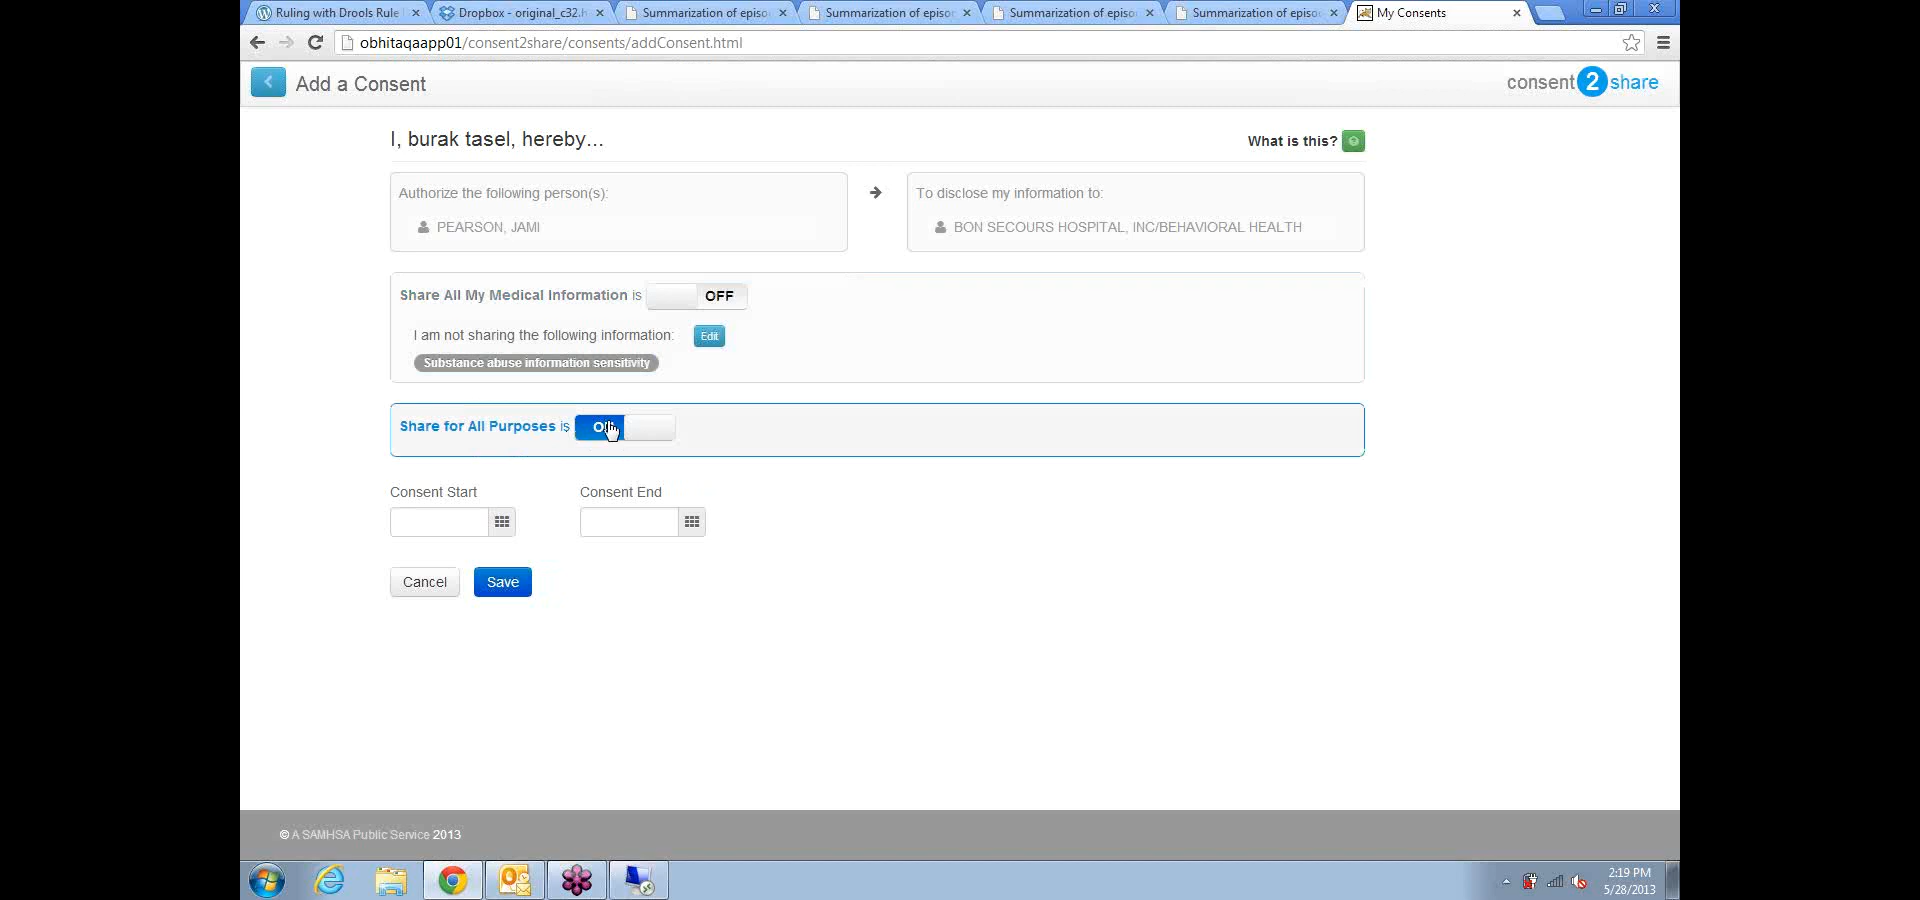 Ruling with Drools Rule
Dropbox - original_c32.h
Summarization of episo
Summarization of episor
Summarization of episo
Summarization of episo
My Consents
obhitaqaapp01/consent2share/consents/addConsent.html
Add a Consent
consent 2 share
I, burak tasel, hereby...
What is this?
Authorize the following person(s):
To disclose my information to:
PEARSON, JAMI
BON SECOURS HOSPITAL, INC/BEHAVIORAL HEALTH
Share All My Medical Information is OFF
I am not sharing the following information: Edit
Substance abuse information sensitivity
Share for All Purposes is
Consent Start
Consent End
Cancel
Save
© A SAMHSA Public Service 2013
2:19 PM
5/28/2013